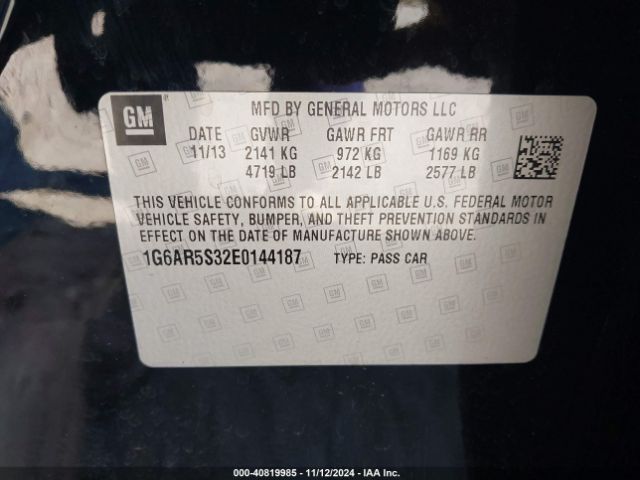 GM
MFD BY GENERAL MOTORS LLC
DATE GVWR GAWR FRT GAWR RR
11/13 2141 KG 972 KG 1169 KG
4719 LB 2142 LB 2577 LB
THIS VEHICLE CONFORMS TO ALL APPLICABLE U.S. FEDERAL MOTOR
VEHICLE SAFETY, BUMPER, AND THEFT PREVENTION STANDARDS IN
EFFECT ON THE DATE OF MANUFACTURE SHOWN ABOVE.
1G6AR5S32E0144187 TYPE: PASS CAR
000-40819985 - 11/12/2024 - IAA Inc.